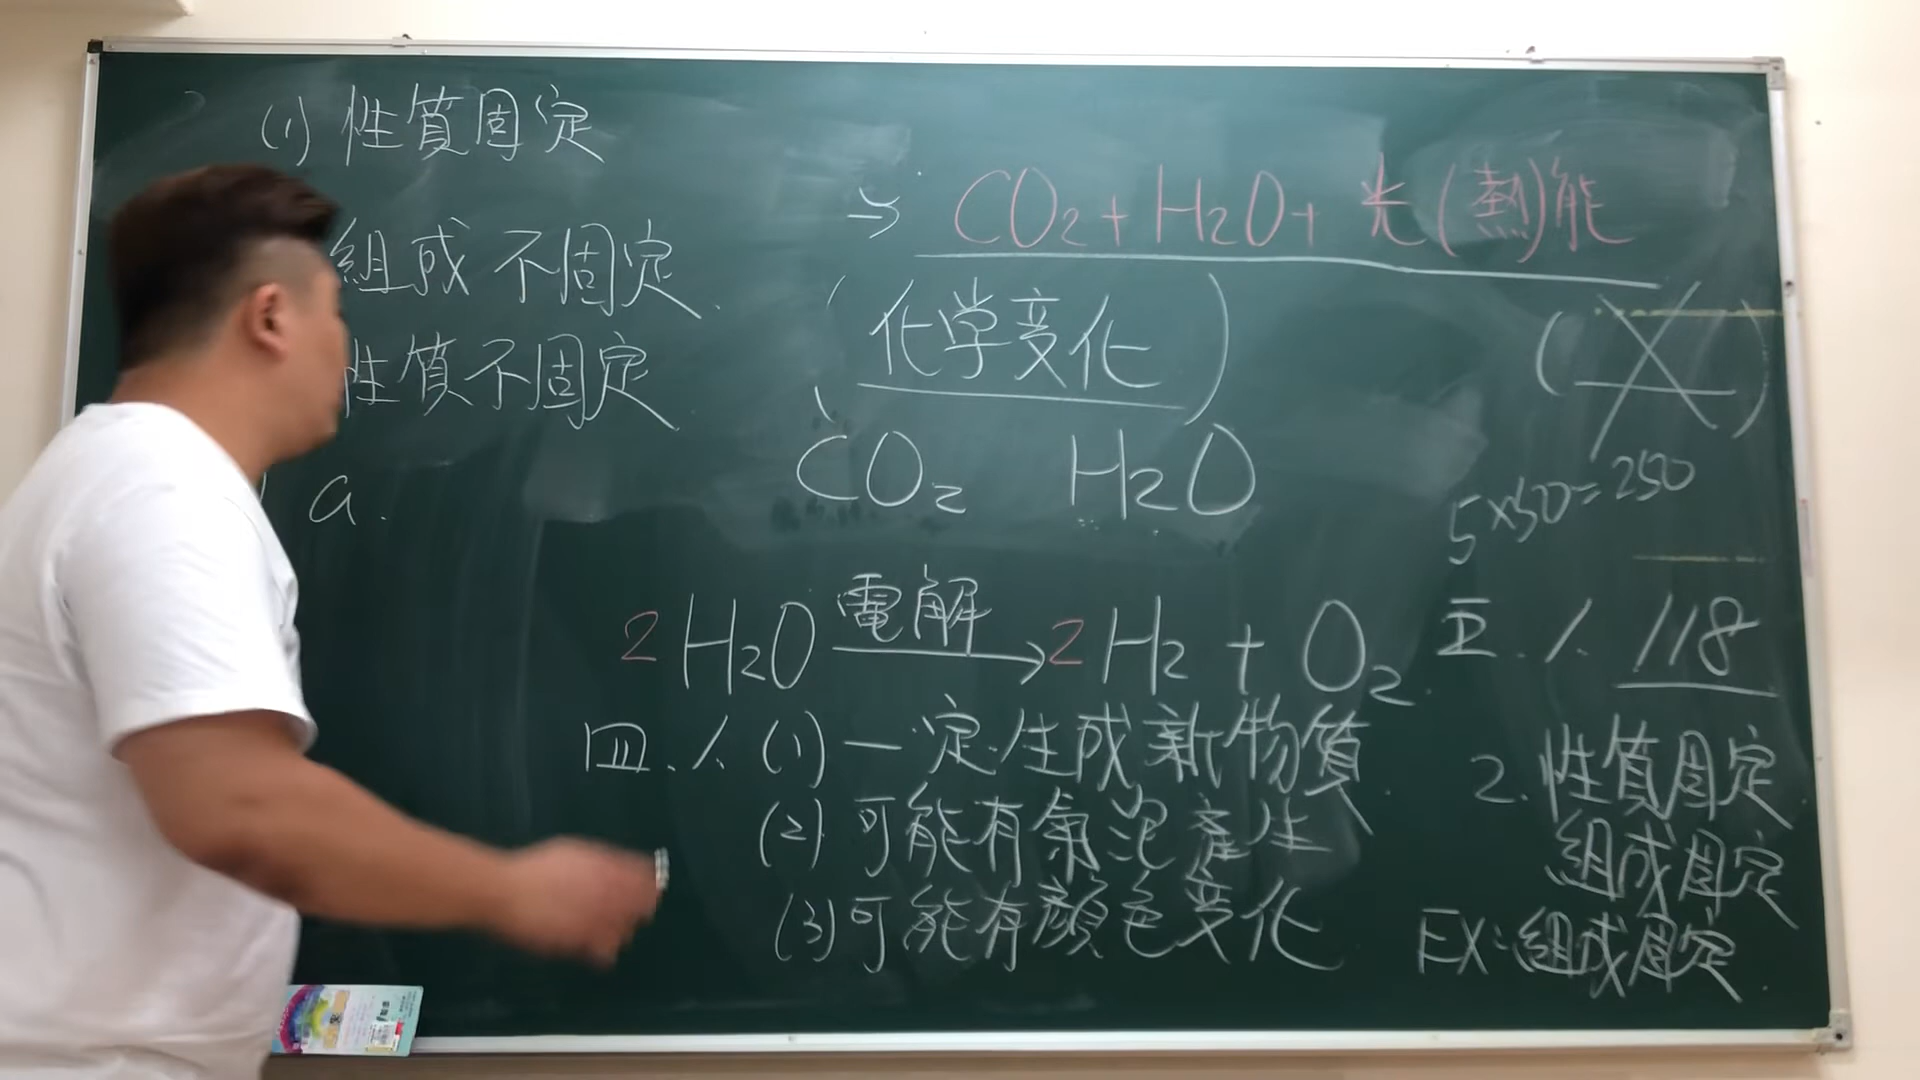 (1) 性質固定
組成不固定.
性質不固定
a.
→ CO2+H2O+光(熱)能
(化学变化)
CO2 H2O
2H2O 電解→ 2H2 + O2
四.1.(1)一定生成新物質
(2)可能有氣泡產生
(3)可能有顏色变化
5×50=250
五.1. 118
2.性質固定
組成固定
EX:組成固定